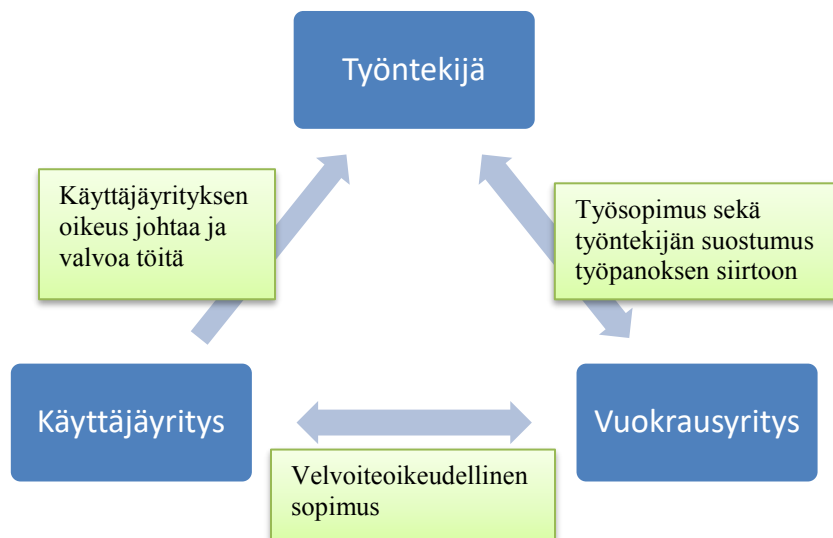 Työntekijä
Käyttäjäyrityksen
oikeus johtaa ja
valvoa töitä
Työsopimus sekä
työntekijän suostumus
työpanoksen siirtoon
Käyttäjäyritys
Vuokrausyritys
Velvoiteoikeudellinen
sopimus